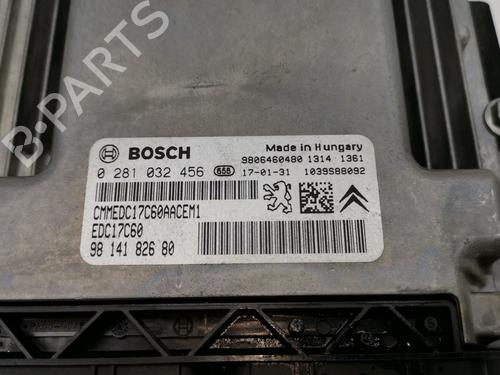 B-PARTS
BOSCH
Made in Hungary
9806460480 1314 1361
0 281 032 456 658 17-01-31 1039S88092
CMMEDC17C60AACEM1
EDC17C60
98 141 826 80